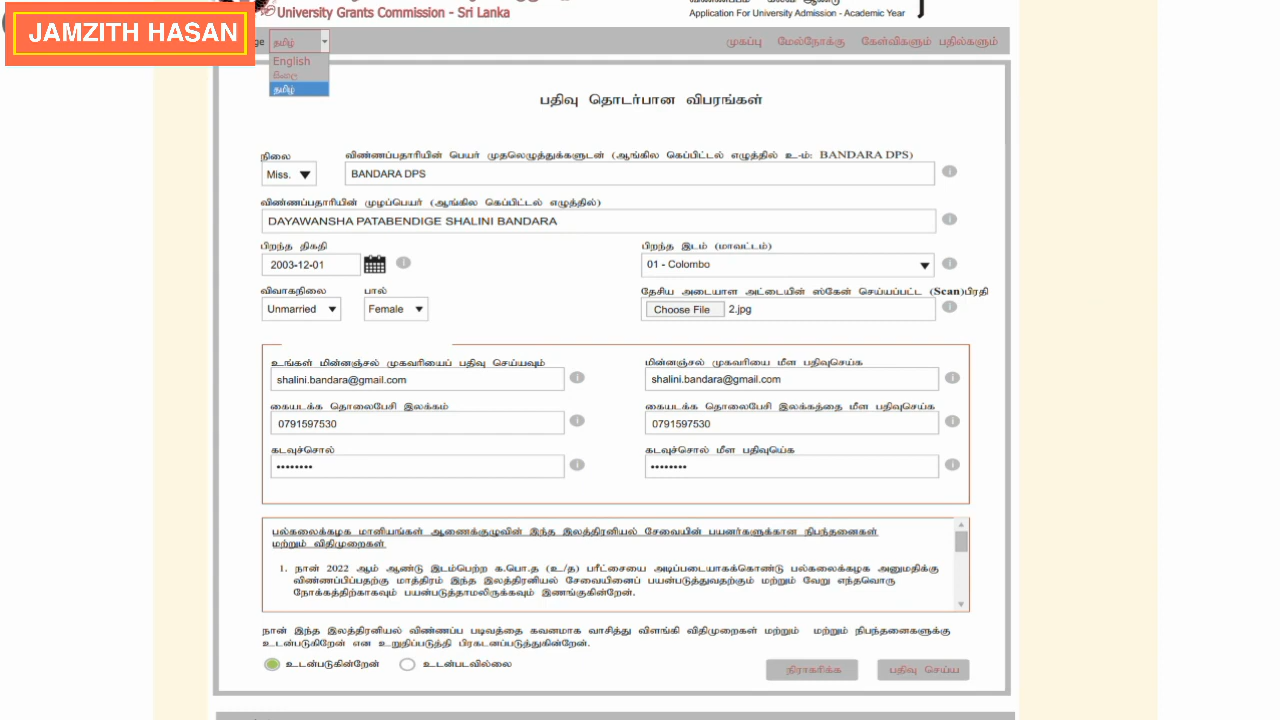 JAMZITH HASAN
University Grants Commission - Sri Lanka
Application For University Admission - Academic Year
ge தமிழ்
முகப்பு மேல்நோக்கு கேள்விகளும் பதில்களும்
English
සිංහල
தமிழ்
பதிவு தொடர்பான விபரங்கள்
நிலை
விண்ணப்பதாரியின் பெயர் முதலெழுத்துக்களுடன் (ஆங்கில கெப்பிட்டல் எழுத்தில் உ-ம்: BANDARA DPS)
Miss.
BANDARA DPS
விண்ணப்பதாரியின் முழுப்பெயர் (ஆங்கில கெப்பிட்டல் எழுத்தில்)
DAYAWANSHA PATABENDIGE SHALINI BANDARA
பிறந்த திகதி
பிறந்த இடம் (மாவட்டம்)
2003-12-01
01 - Colombo
விவாகநிலை பால்
தேசிய அடையாள அட்டையின் ஸ்கேன் செய்யப்பட்ட (Scan)பிரதி
Unmarried Female
Choose File 2.jpg
உங்கள் மின்னஞ்சல் முகவரியைப் பதிவு செய்யவும்
மின்னஞ்சல் முகவரியை மீள பதிவுசெய்க
shalini.bandara@gmail.com
shalini.bandara@gmail.com
கையடக்க தொலைபேசி இலக்கம்
கையடக்க தொலைபேசி இலக்கத்தை மீள பதிவுசெய்க
0791597530
0791597530
கடவுச்சொல்
கடவுச்சொல் மீள பதிவுய்ெக
••••••••
••••••••
பல்கலைக்கழக மானியங்கள் ஆணைக்குழுவின் இந்த இலத்திரனியல் சேவையின் பயனர்களுக்கான நிபந்தனைகள்
மற்றும் விதிமுறைகள்
1. நான் 2022 ஆம் ஆண்டு இடம்பெற்ற க.பொ.த (உ/த) பரீட்சையை அடிப்படையாகக்கொண்டு பல்கலைக்கழக அனுமதிக்கு
விண்ணப்பிப்பதற்கு மாத்திரம் இந்த இலத்திரனியல் சேவையினைப் பயன்படுத்துவதற்கும் மற்றும் வேறு எந்தவொரு
நோக்கத்திற்காகவும் பயன்படுத்தாமலிருக்கவும் இணங்குகின்றேன்.
நான் இந்த இலத்திரனியல் விண்ணப்ப படிவத்தை கவனமாக வாசித்து விளங்கி விதிமுறைகள் மற்றும் மற்றும் நிபந்தனைகளுக்கு
உடன்படுகிறேன் என உறுதிப்படுத்தி பிரகடனப்படுத்துகின்றேன்.
உடன்படுகின்றேன் உடன்படவில்லை
நிராகரிக்க பதிவு செய்ய